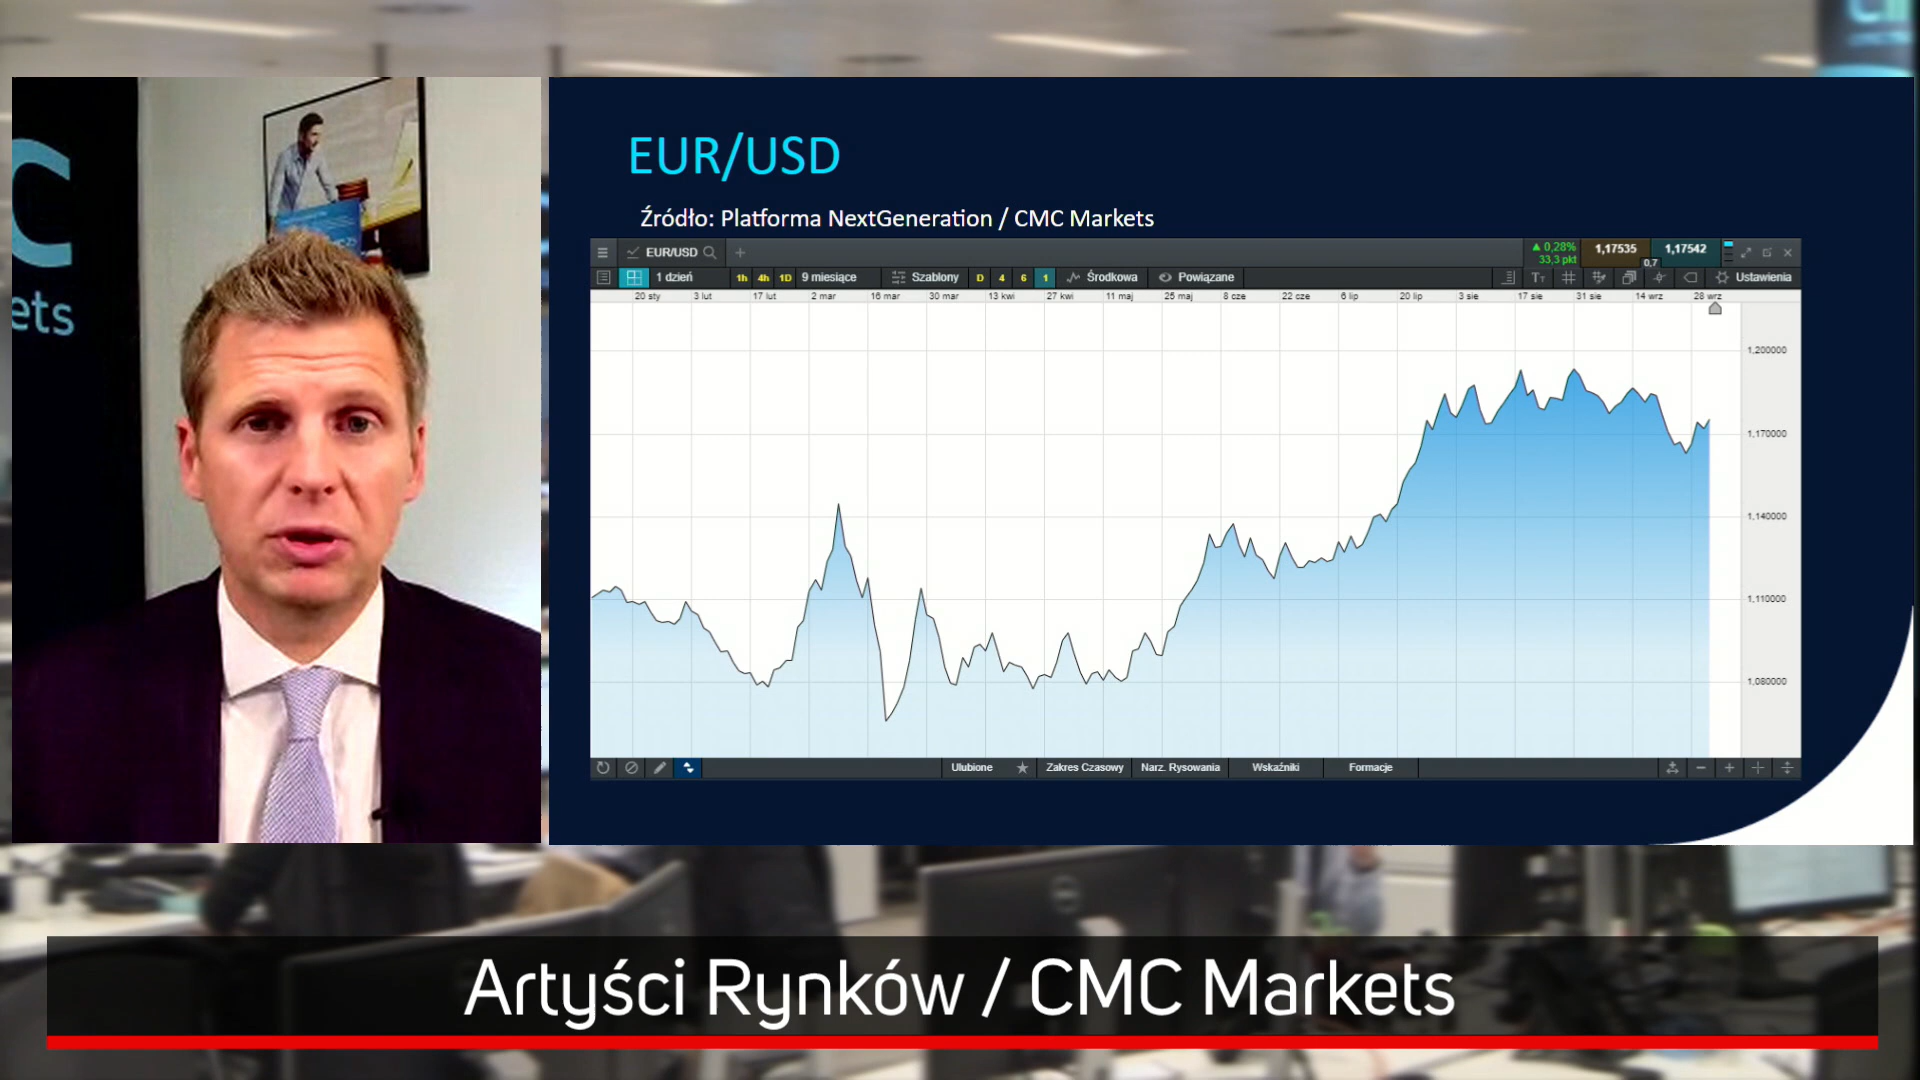 C
ets
EUR/USD
Źródło: Platforma NextGeneration / CMC Markets
EUR/USD
0,28%
33,3 pkt
1,17535
0.7
1,17542
1 dzień
1h
4h
1D
9 miesiące
Szablony
D
4
6
1
Środkowa
Powiązane
Ustawienia
20 sty
3 lut
17 lut
2 mar
16 mar
30 mar
13 kwi
27 kwi
11 maj
25 maj
8 cze
22 cze
6 lip
20 lip
3 sie
17 sie
31 sie
14 wrz
28 wrz
1,200000
1,170000
1,140000
1,110000
1,080000
Ulubione
Zakres Czasowy
Narz. Rysowania
Wskaźniki
Formacje
Artyści Rynków / CMC Markets